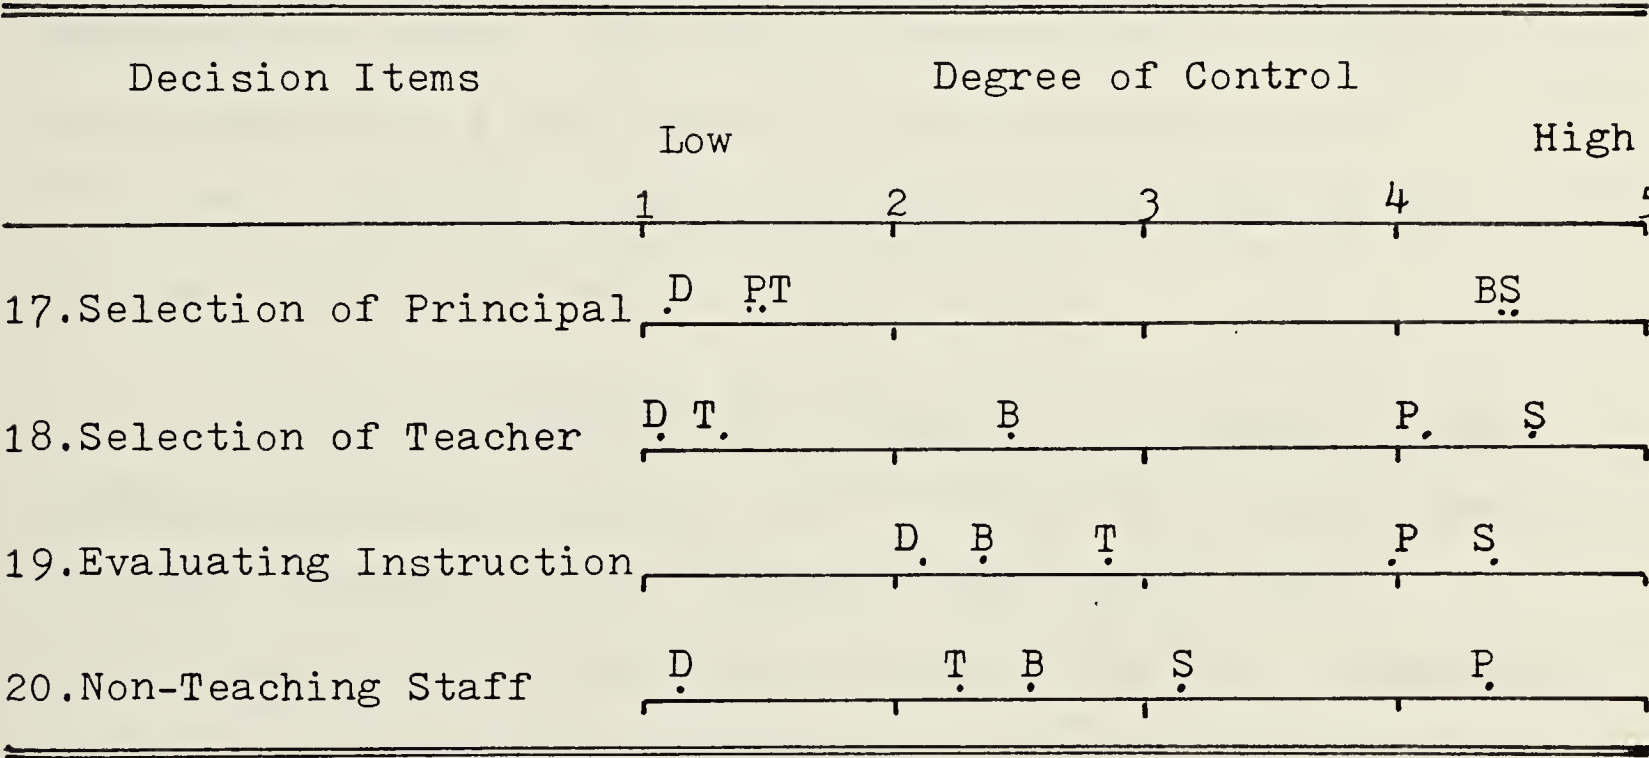 Decision Items Degree of Control
Low High
1 2 3 4 5
D PT BS
17.Selection of Principal
D T B P S
18.Selection of Teacher
D B T P S
19.Evaluating Instruction
D T B S P
20.Non-Teaching Staff